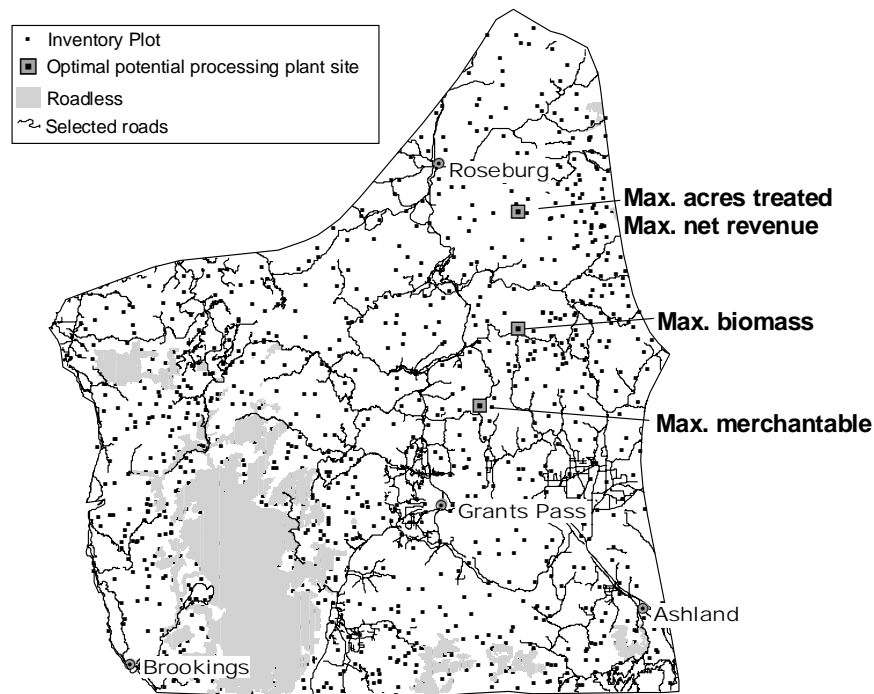 Inventory Plot
Optimal potential processing plant site
Roadless
Selected roads
Roseburg
Max. acres treated
Max. net revenue
Max. biomass
Max. merchantable
Grants Pass
Ashland
Brookings